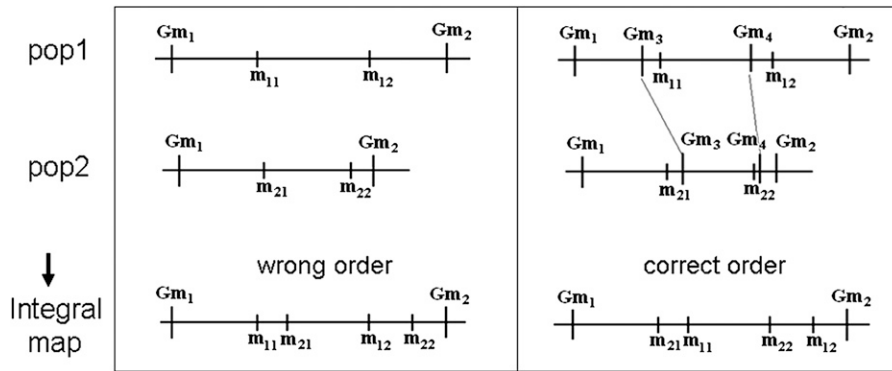 pop1
Gm₁ Gm₂
m₁₁ m₁₂
Gm₁ Gm₃ Gm₄ Gm₂
m₁₁ m₁₂
pop2
Gm₁ Gm₂
m₂₁ m₂₂
Gm₁ Gm₃ Gm₄ Gm₂
m₂₁ m₂₂
wrong order
correct order
Integral
map
Gm₁ Gm₂
m₁₁ m₂₁ m₁₂ m₂₂
Gm₁ Gm₂
m₂₁ m₁₁ m₂₂ m₁₂